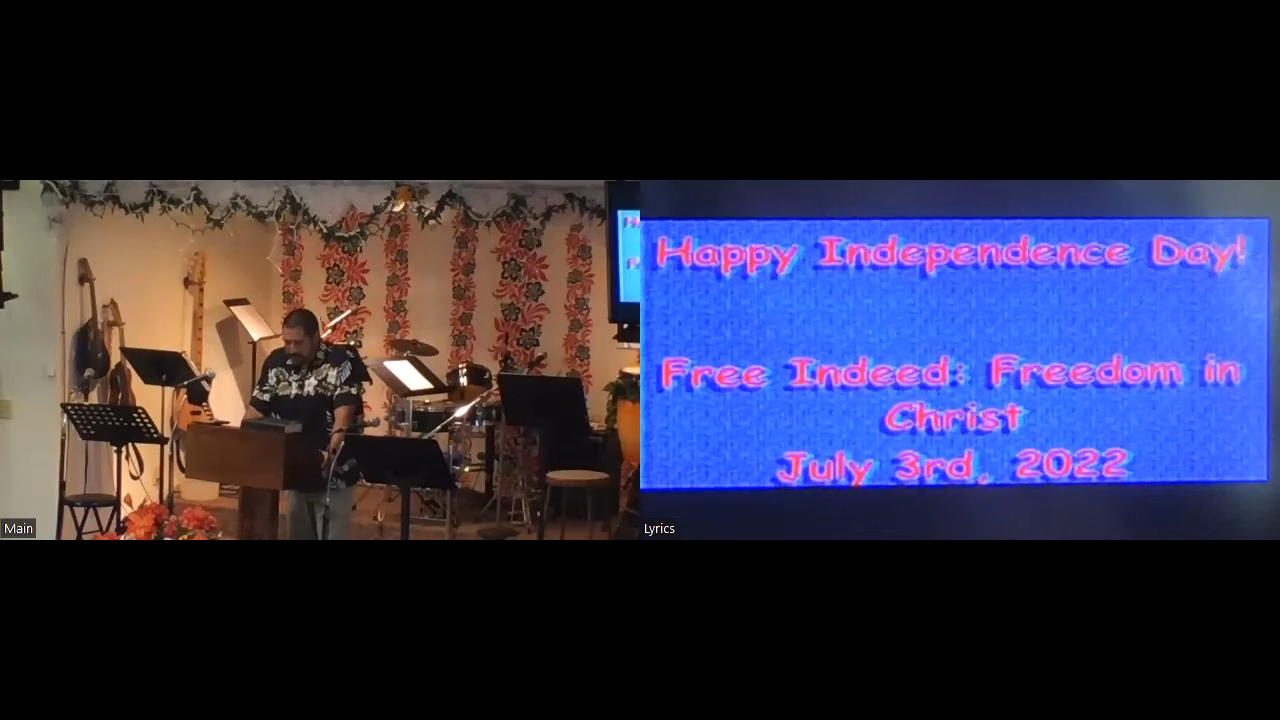 Happy Independence Day!
Free Indeed: Freedom in
Christ
July 3rd, 2022
Main
Lyrics